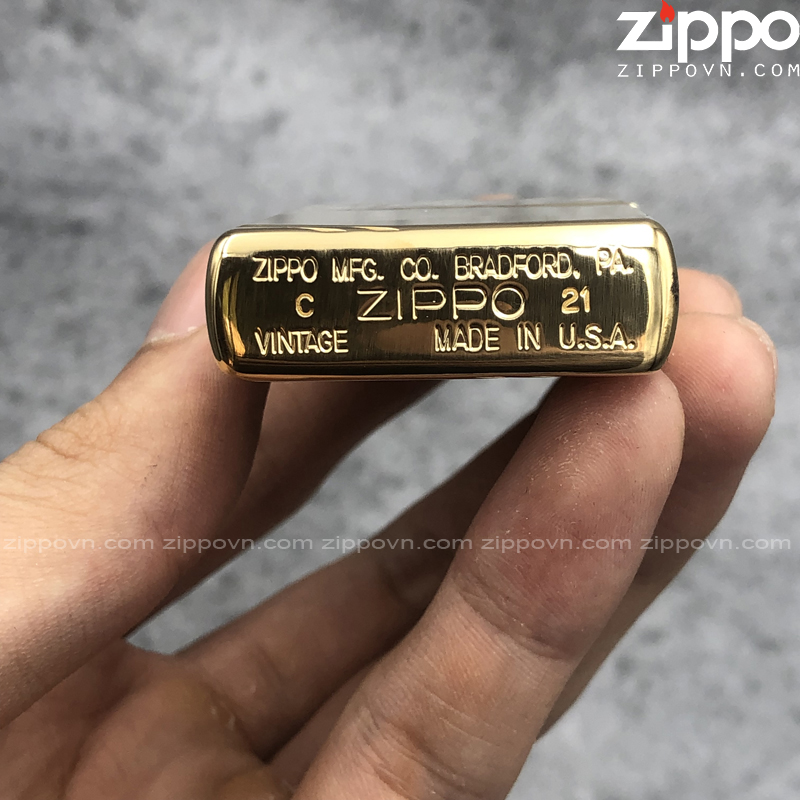 zippo
ZIPPOVN.COM
ZIPPO MFG. CO. BRADFORD, PA.
C ZIPPO 21
VINTAGE MADE IN U.S.A.
zippovn.com zippovn.com zippovn.com zippovn.com zippovn.com